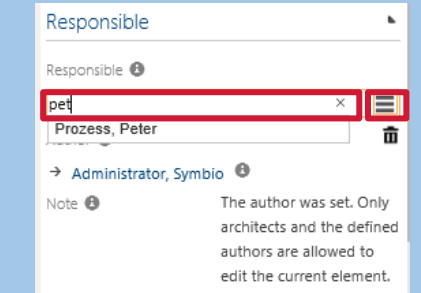 Responsible
Responsible
pet
Prozess, Peter
Administrator, Symbio
Note
The author was set. Only
architects and the defined
authors are allowed to
edit the current element.